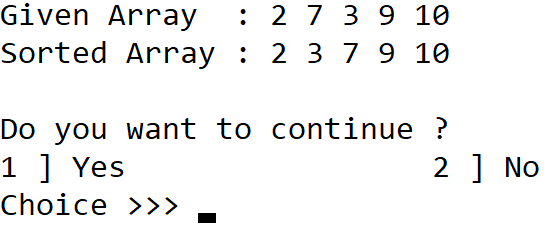 Given Array  : 2 7 3 9 10
Sorted Array : 2 3 7 9 10
Do you want to continue ?
1 ] Yes                 2 ] No
Choice >>> _